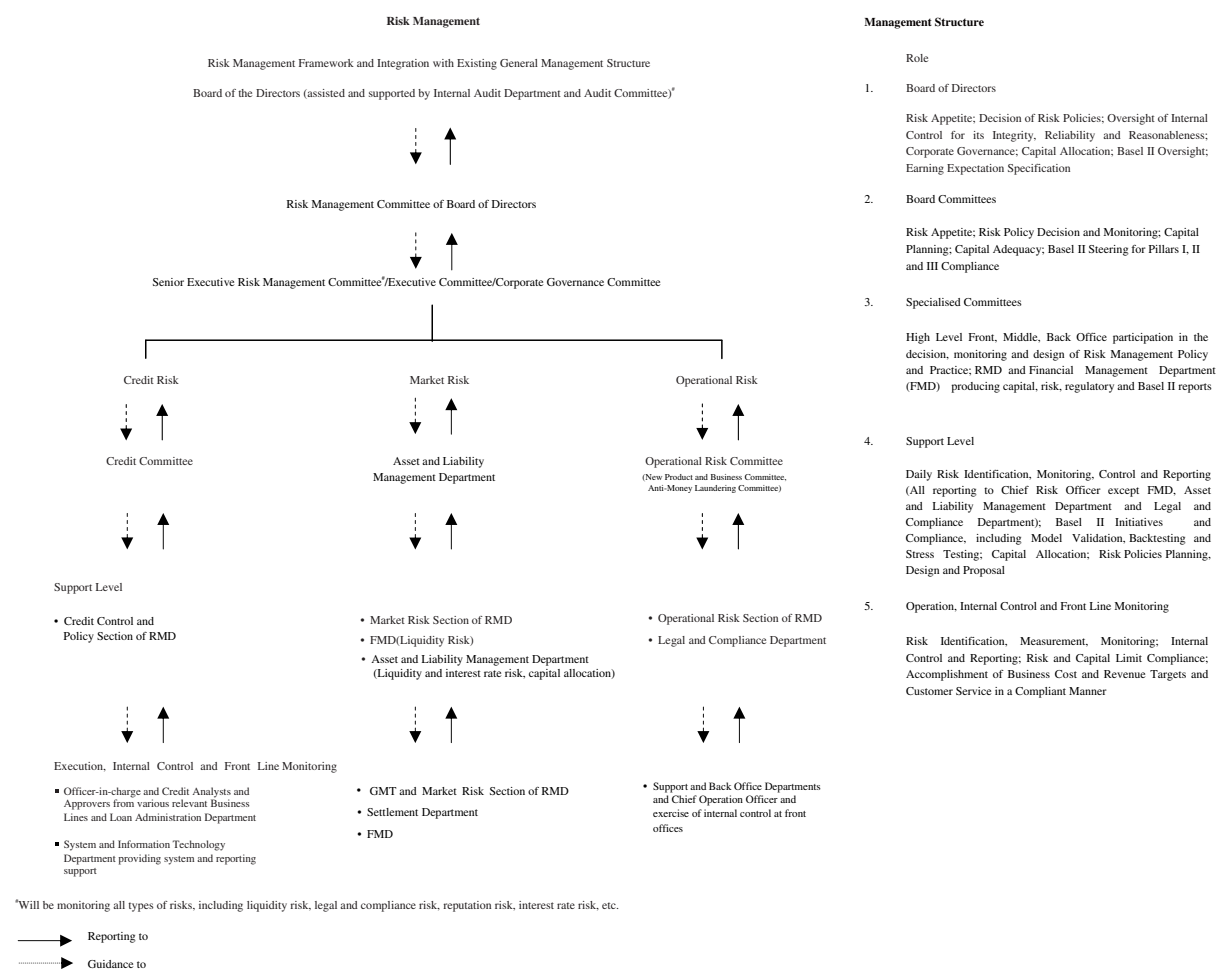 Risk Management
Risk Management Framework and Integration with Existing General Management Structure
Board of the Directors (assisted and supported by Internal Audit Department and Audit Committee)#
Risk Management Committee of Board of Directors
Senior Executive Risk Management Committee#/Executive Committee/Corporate Governance Committee
Credit Risk
Market Risk
Operational Risk
Credit Committee
Asset and Liability
Management Department
Operational Risk Committee
(New Product and Business Committee,
Anti-Money Laundering Committee)
Support Level
• Credit Control and
Policy Section of RMD
• Market Risk Section of RMD
• FMD(Liquidity Risk)
• Asset and Liability Management Department
(Liquidity and interest rate risk, capital allocation)
• Operational Risk Section of RMD
• Legal and Compliance Department
Execution, Internal Control and Front Line Monitoring
▪ Officer-in-charge and Credit Analysts and
Approvers from various relevant Business
Lines and Loan Administration Department
▪ System and Information Technology
Department providing system and reporting
support
• GMT and Market Risk Section of RMD
• Settlement Department
• FMD
• Support and Back Office Departments
and Chief Operation Officer and
exercise of internal control at front
offices
#Will be monitoring all types of risks, including liquidity risk, legal and compliance risk, reputation risk, interest rate risk, etc.
Reporting to
Guidance to
Management Structure
Role
1. Board of Directors
Risk Appetite; Decision of Risk Policies; Oversight of Internal
Control for its Integrity, Reliability and Reasonableness;
Corporate Governance; Capital Allocation; Basel II Oversight;
Earning Expectation Specification
2. Board Committees
Risk Appetite; Risk Policy Decision and Monitoring; Capital
Planning; Capital Adequacy; Basel II Steering for Pillars I, II
and III Compliance
3. Specialised Committees
High Level Front, Middle, Back Office participation in the
decision, monitoring and design of Risk Management Policy
and Practice; RMD and Financial Management Department
(FMD) producing capital, risk, regulatory and Basel II reports
4. Support Level
Daily Risk Identification, Monitoring, Control and Reporting
(All reporting to Chief Risk Officer except FMD, Asset
and Liability Management Department and Legal and
Compliance Department); Basel II Initiatives and
Compliance, including Model Validation, Backtesting and
Stress Testing; Capital Allocation; Risk Policies Planning,
Design and Proposal
5. Operation, Internal Control and Front Line Monitoring
Risk Identification, Measurement, Monitoring; Internal
Control and Reporting; Risk and Capital Limit Compliance;
Accomplishment of Business Cost and Revenue Targets and
Customer Service in a Compliant Manner